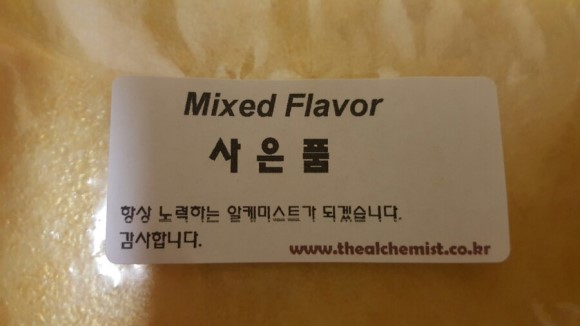 Mixed Flavor
사 은 품
항상 노력하는 알케미스트가 되겠습니다.
감사합니다.
www.thealchemist.co.kr